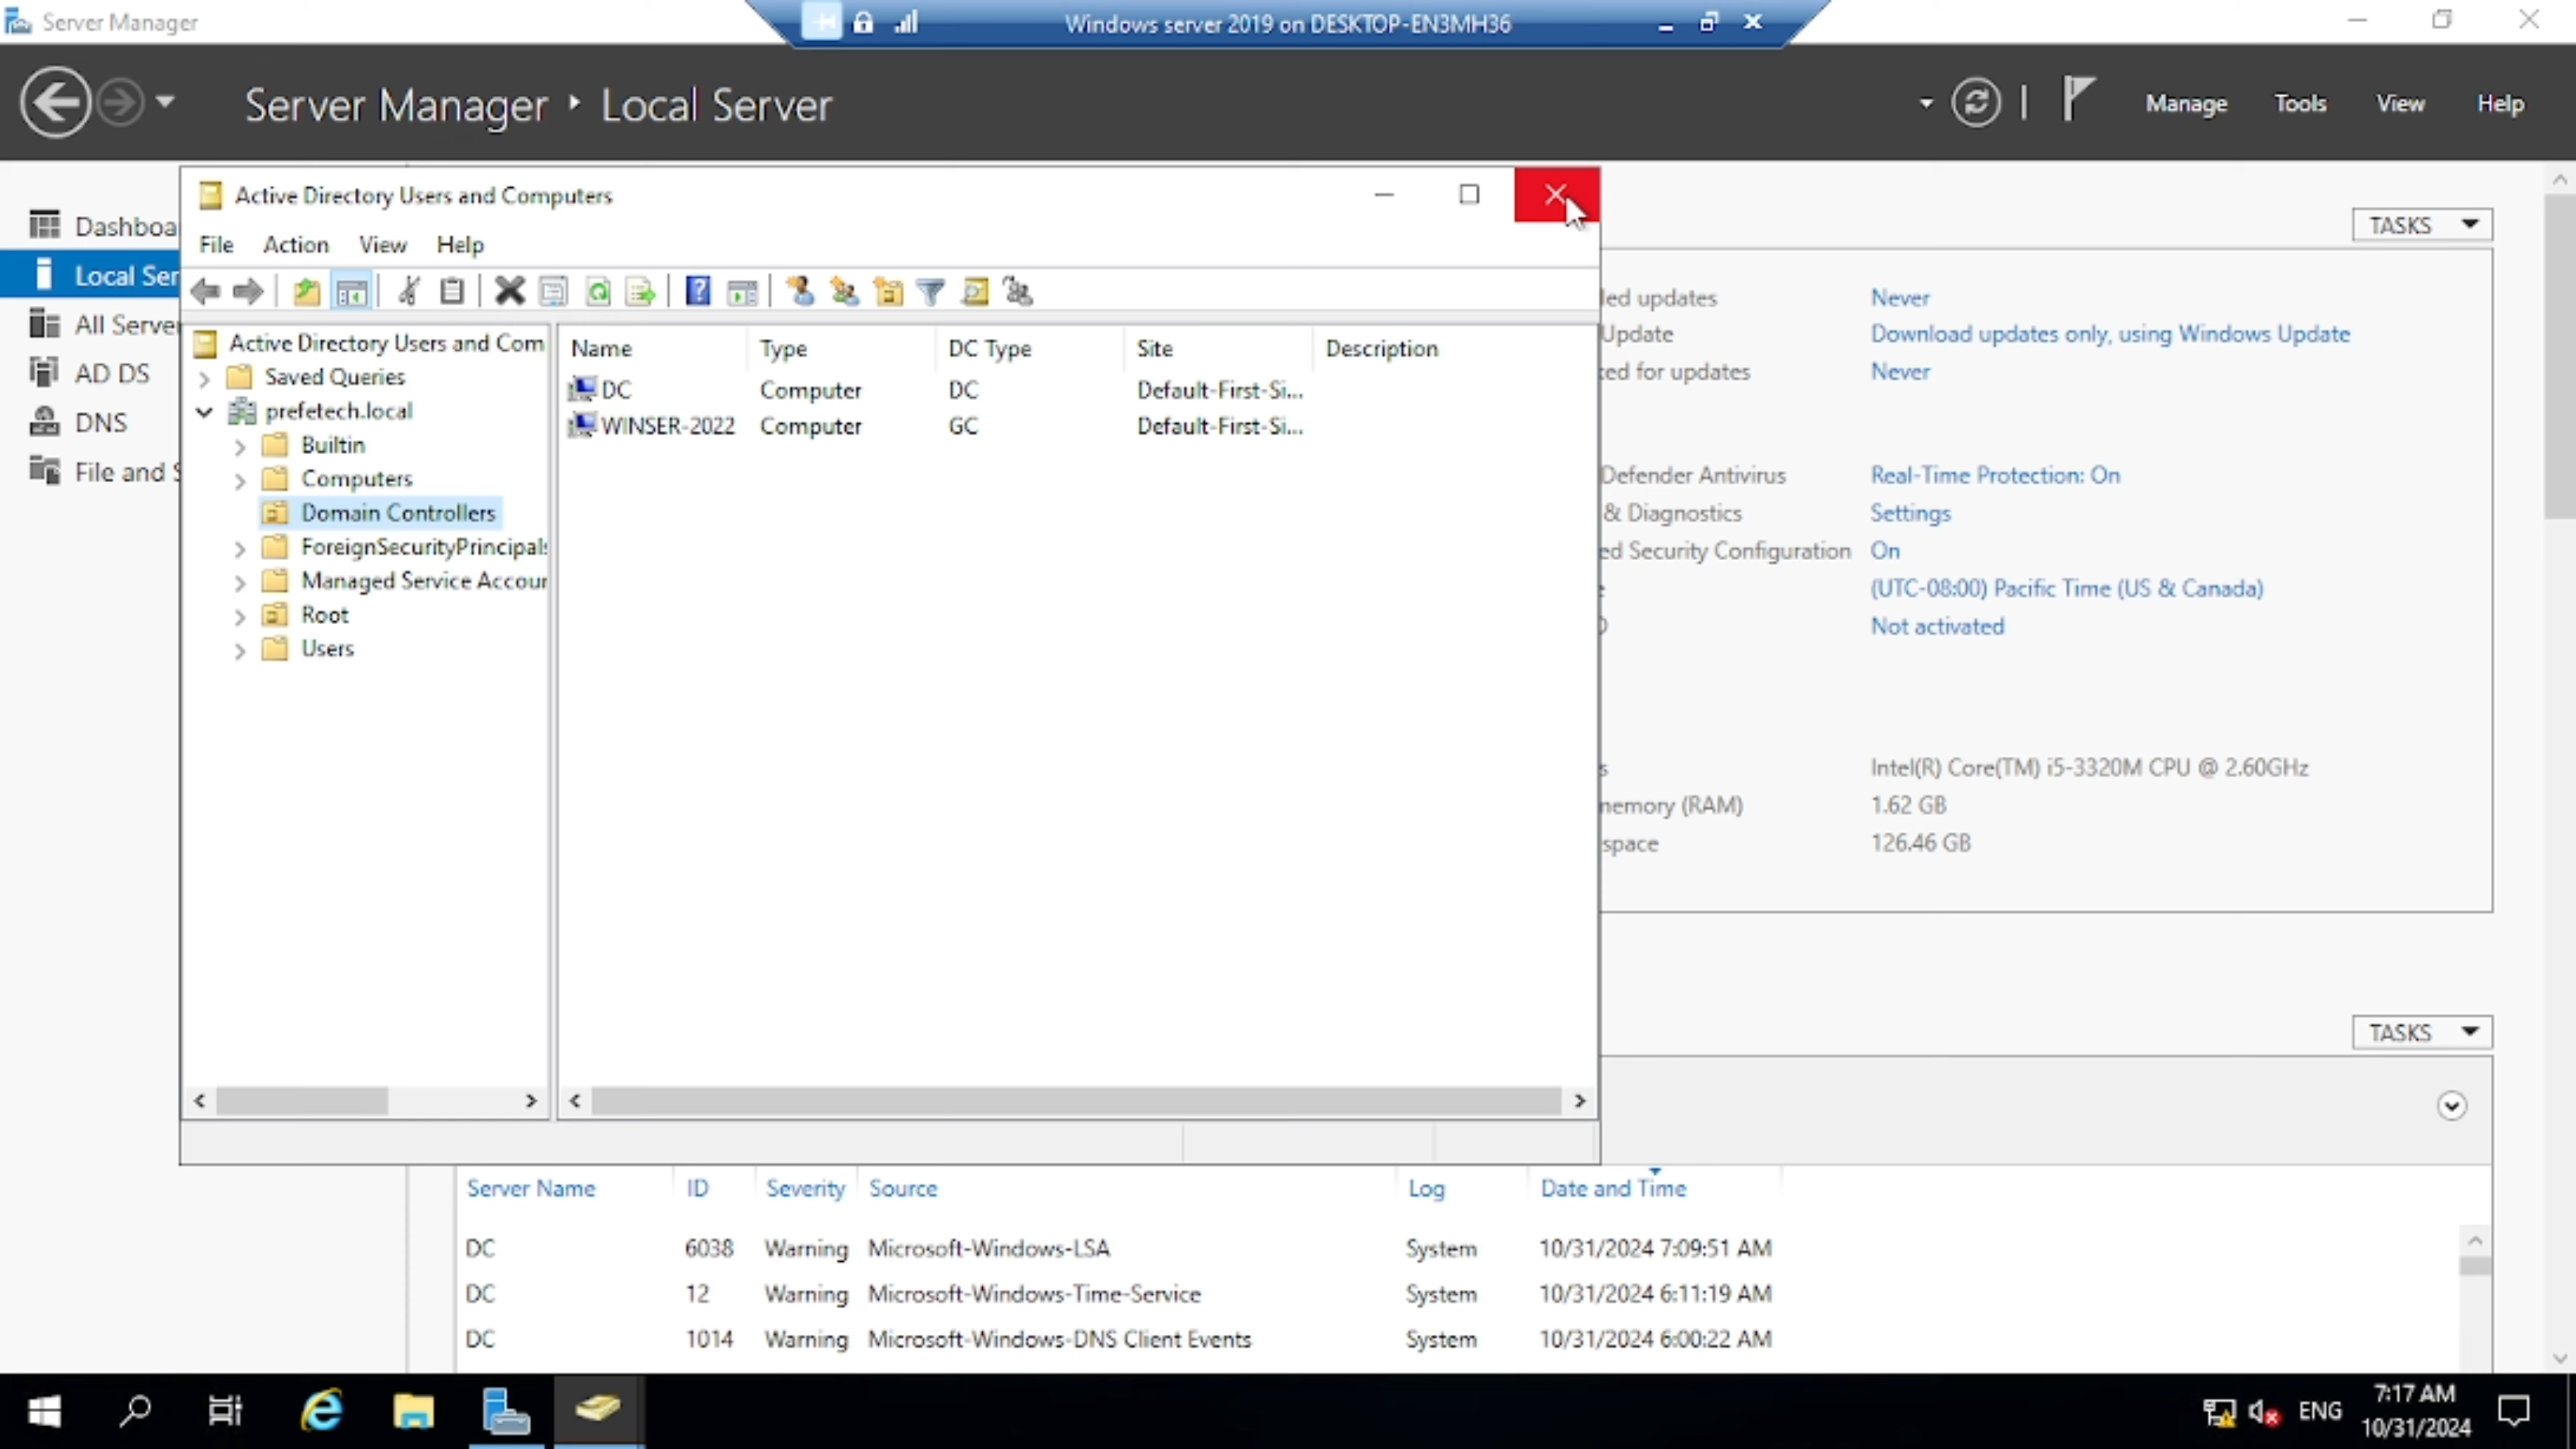 Server Manager
Windows server 2019 on DESKTOP-EN3MH36
Server Manager
Local Server
Manage
Tools
View
Help
Dashboa
Local Ser
All Serve
AD DS
DNS
File and S
Active Directory Users and Computers
File
Action
View
Help
Active Directory Users and Com
Saved Queries
prefetech.local
Builtin
Computers
Domain Controllers
ForeignSecurityPrincipals
Managed Service Accour
Root
Users
Name
Type
DC Type
Site
Description
DC
Computer
DC
Default-First-Si...
WINSER-2022
Computer
GC
Default-First-Si...
TASKS
led updates
Never
Update
Download updates only, using Windows Update
ked for updates
Never
Defender Antivirus
Real-Time Protection: On
& Diagnostics
Settings
ed Security Configuration
On
(UTC-08:00) Pacific Time (US & Canada)
Not activated
s
Intel(R) Core(TM) i5-3320M CPU @ 2.60GHz
memory (RAM)
1.62 GB
space
126.46 GB
TASKS
Server Name
ID
Severity
Source
Log
Date and Time
DC
6038
Warning
Microsoft-Windows-LSA
System
10/31/2024 7:09:51 AM
DC
12
Warning
Microsoft-Windows-Time-Service
System
10/31/2024 6:11:19 AM
DC
1014
Warning
Microsoft-Windows-DNS Client Events
System
10/31/2024 6:00:22 AM
ENG
7:17 AM
10/31/2024